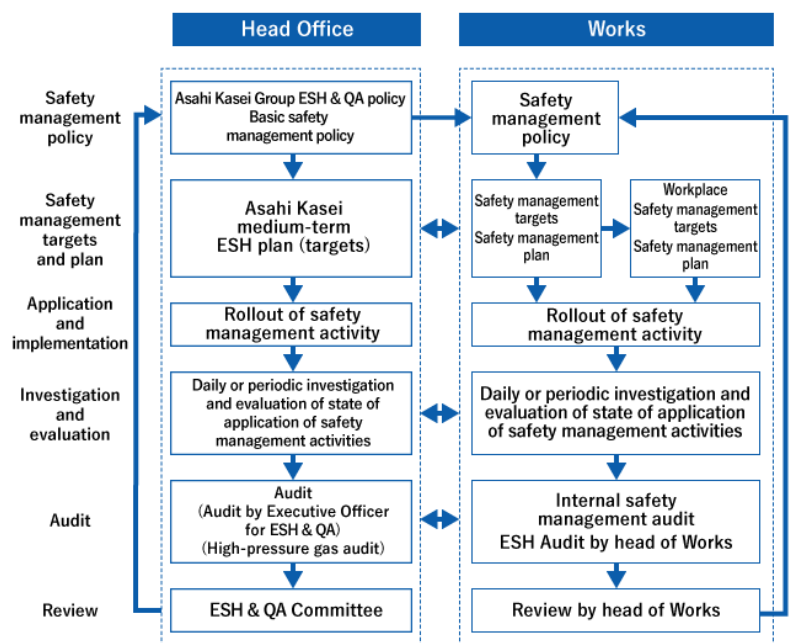 Head Office
Works
Safety
management
policy
Asahi Kasei Group ESH & QA policy
Basic safety
management policy
Safety
management
policy
Safety
management
targets
and plan
Asahi Kasei
medium-term
ESH plan (targets)
Safety management
targets
Safety management
plan
Workplace
Safety management
targets
Safety management
plan
Application
and
implementation
Rollout of safety
management activity
Rollout of safety
management activity
Investigation
and
evaluation
Daily or periodic investigation
and evaluation of state of
application of safety
management activities
Daily or periodic investigation and
evaluation of state of application
of safety management activities
Audit
Audit
(Audit by Executive Officer
for ESH & QA)
(High-pressure gas audit)
Internal safety
management audit
ESH Audit by head of Works
Review
ESH & QA Committee
Review by head of Works